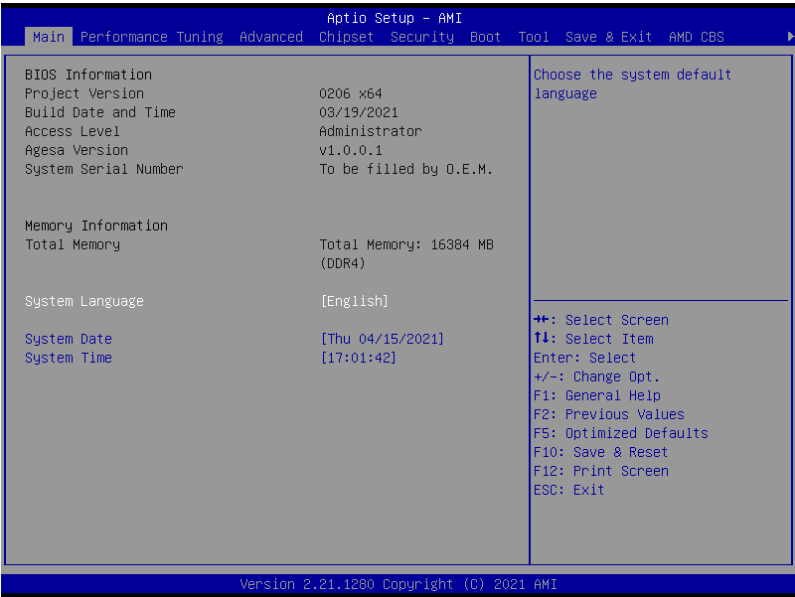 Aptio Setup - AMI
Main Performance Tuning Advanced Chipset Security Boot Tool Save & Exit AMD CBS
BIOS Information
Project Version 0206 x64
Build Date and Time 03/19/2021
Access Level Administrator
Agesa Version v1.0.0.1
System Serial Number To be filled by O.E.M.
Memory Information
Total Memory Total Memory: 16384 MB
(DDR4)
System Language [English]
System Date [Thu 04/15/2021]
System Time [17:01:42]
Choose the system default
language
→←: Select Screen
↑↓: Select Item
Enter: Select
+/-: Change Opt.
F1: General Help
F2: Previous Values
F5: Optimized Defaults
F10: Save & Reset
F12: Print Screen
ESC: Exit
Version 2.21.1280 Copyright (C) 2021 AMI